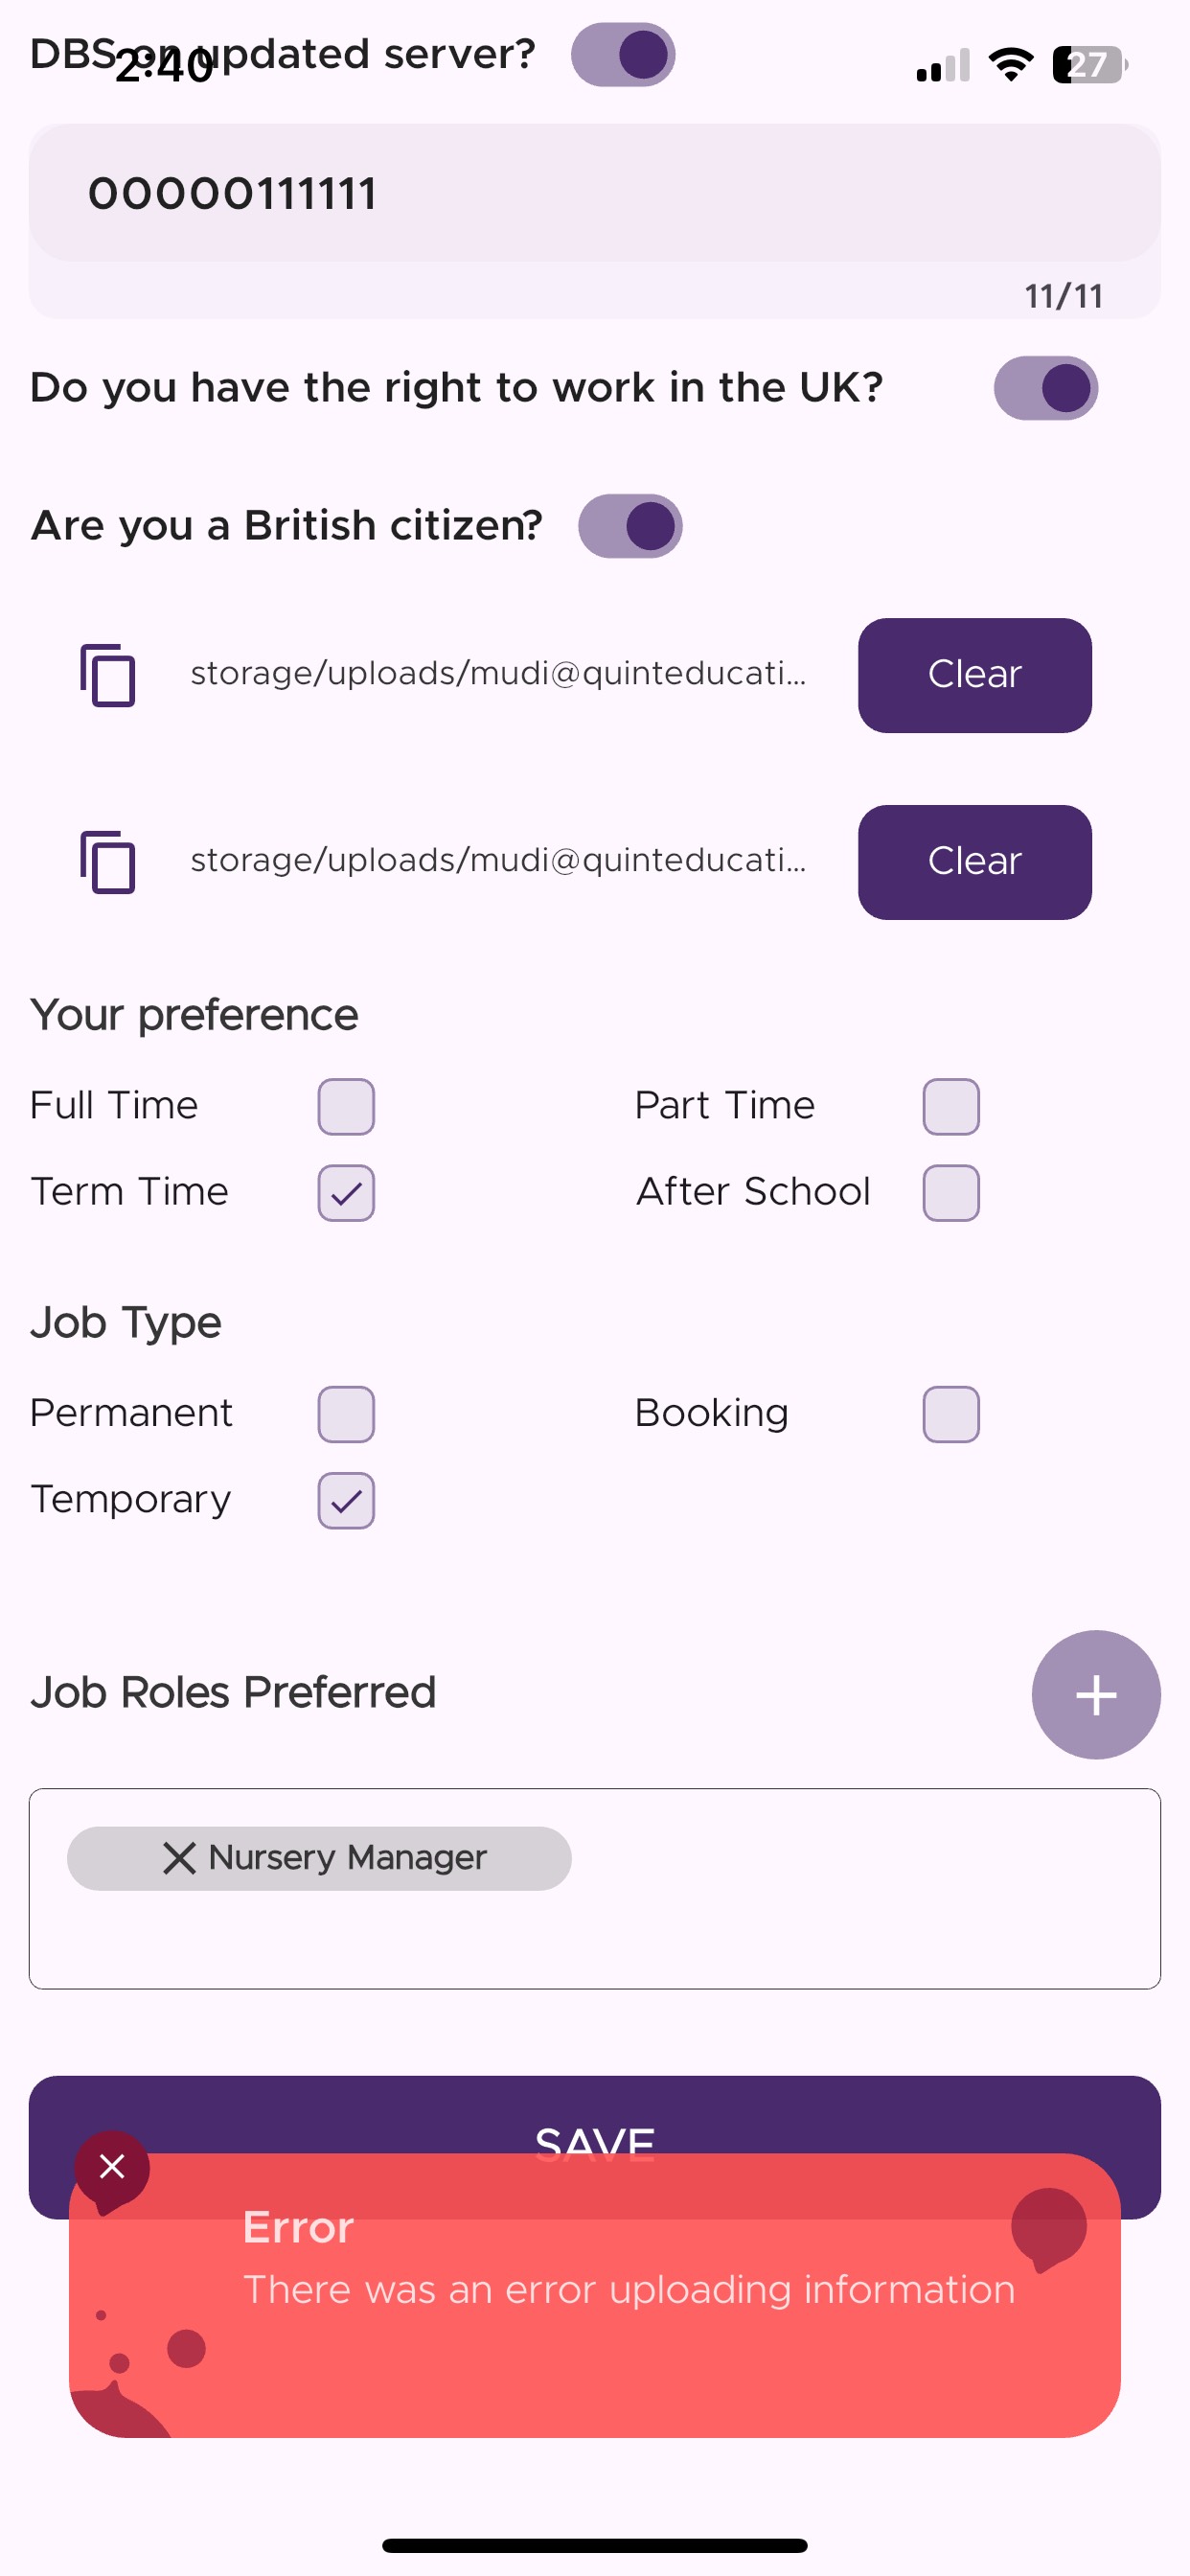 DBS on updated server?
2:40
27
00000111111
11/11
Do you have the right to work in the UK?
Are you a British citizen?
storage/uploads/mudi@quinteducati...
Clear
storage/uploads/mudi@quinteducati...
Clear
Your preference
Full Time
Part Time
Term Time
After School
Job Type
Permanent
Booking
Temporary
Job Roles Preferred
Nursery Manager
SAVE
Error
There was an error uploading information